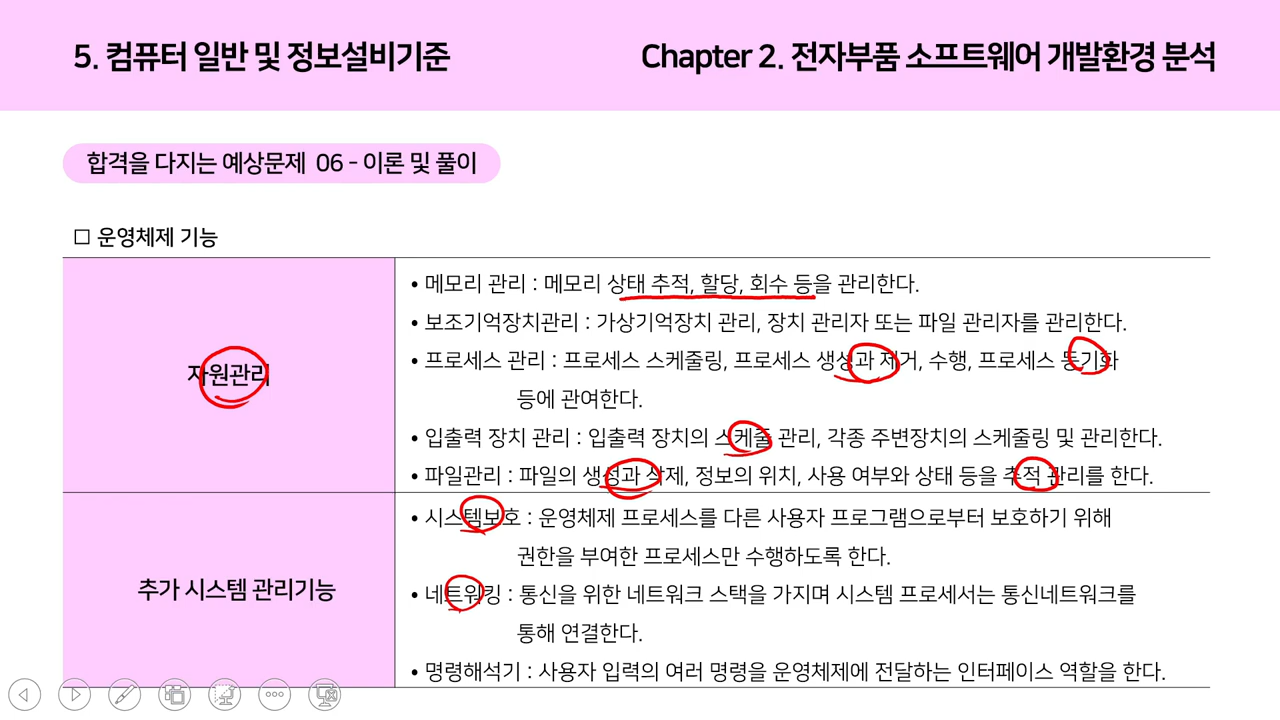 5. 컴퓨터 일반 및 정보설비기준
Chapter 2. 전자부품 소프트웨어 개발환경 분석
합격을 다지는 예상문제 06 - 이론 및 풀이
□ 운영체제 기능
자원관리
• 메모리 관리 : 메모리 상태 추적, 할당, 회수 등을 관리한다.
• 보조기억장치관리 : 가상기억장치 관리, 장치 관리자 또는 파일 관리자를 관리한다.
• 프로세스 관리 : 프로세스 스케줄링, 프로세스 생성과 제거, 수행, 프로세스 동기화
등에 관여한다.
• 입출력 장치 관리 : 입출력 장치의 스케줄 관리, 각종 주변장치의 스케줄링 및 관리한다.
• 파일관리 : 파일의 생성과 삭제, 정보의 위치, 사용 여부와 상태 등을 추적 관리를 한다.
추가 시스템 관리기능
• 시스템보호 : 운영체제 프로세스를 다른 사용자 프로그램으로부터 보호하기 위해
권한을 부여한 프로세스만 수행하도록 한다.
• 네트워킹 : 통신을 위한 네트워크 스택을 가지며 시스템 프로세서는 통신네트워크를
통해 연결한다.
• 명령해석기 : 사용자 입력의 여러 명령을 운영체제에 전달하는 인터페이스 역할을 한다.